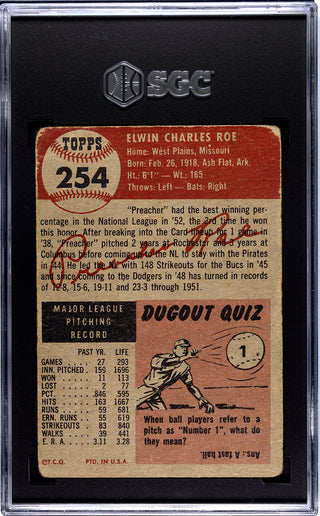 SGC
TOPPS
254
ELWIN CHARLES ROE
Home: West Plains, Missouri
Born: Feb. 26, 1918, Ash Flat, Ark.
Ht.: 6'1" — Wt.: 165
Throws: Left — Bats: Right
"Preacher" had the best winning per-
centage in the National League in '52, the 2nd time he won
this honor. After breaking into the Card lineup for 1 game in
'38, "Preacher" pitched 2 years at Rochester and 3 years at
Columbus before coming up to the NL to stay with the Pirates
in '44. He led the NL with 148 Strikeouts for the Bucs in '45
and since coming to the Dodgers in '48 has turned in records
of 12-8, 15-6, 19-11 and 22-3 through 1951.
MAJOR LEAGUE
PITCHING
RECORD
PAST YR. LIFE
GAMES 27 293
INN. PITCHED 159 1696
WON 11 113
LOST 2 77
PCT. .846 .595
HITS 163 1667
RUNS 59 681
ERN. RUNS 55 619
STRIKEOUTS 83 840
WALKS 39 441
E. R. A. 3.11 3.28
©T.C.G. PTD. IN U.S.A.
DUGOUT QUIZ
1
When ball players refer to
a pitch as "Number 1", what do
they mean?
Ans. A fast ball.